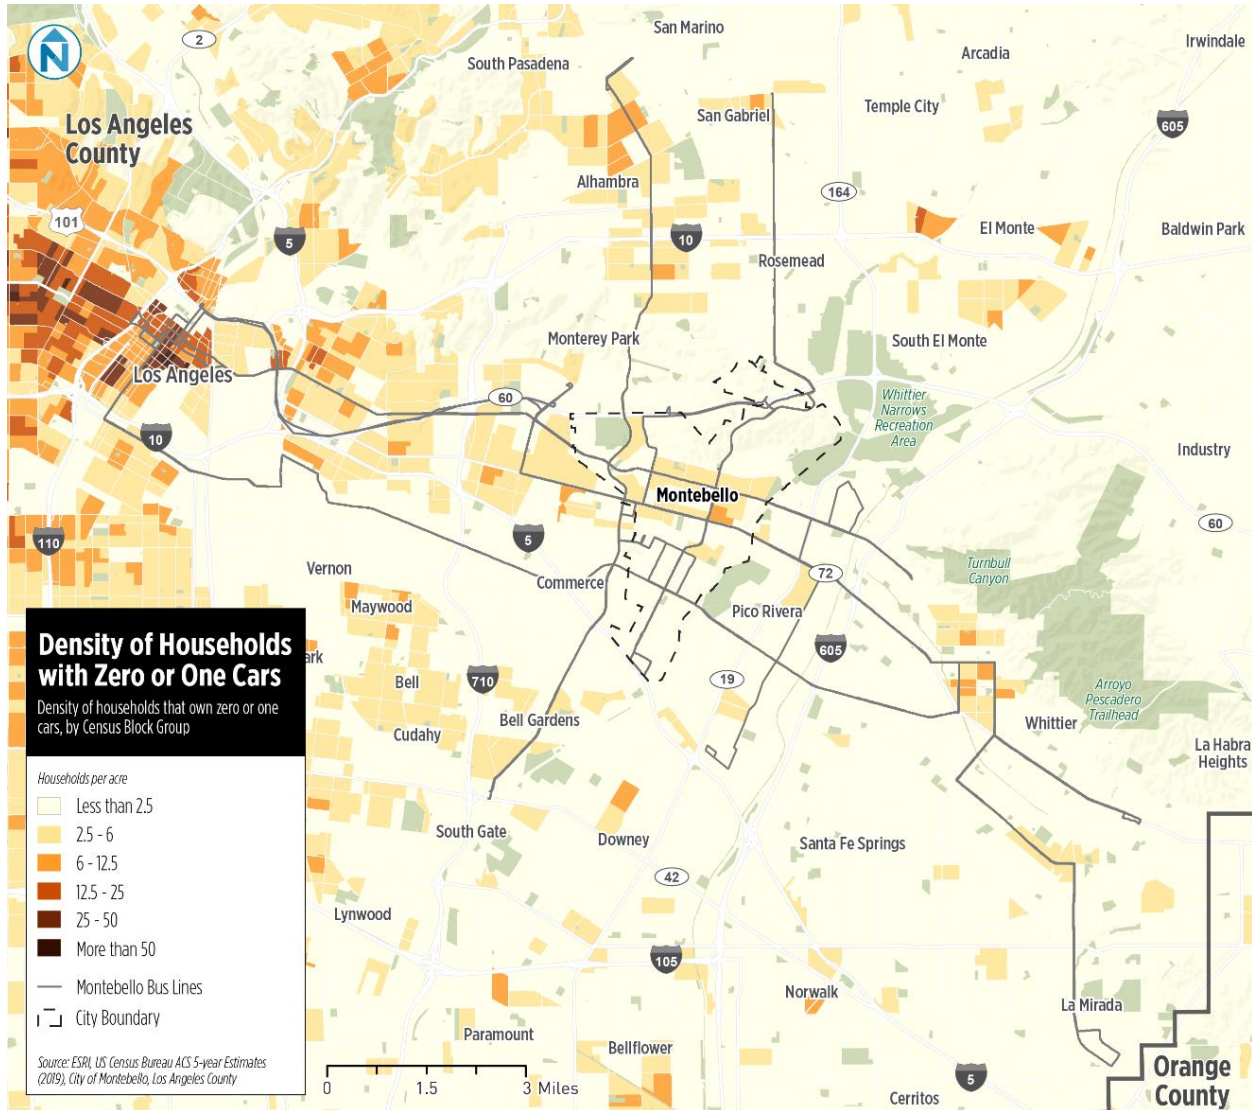 N
2
San Marino
Arcadia
Irwindale
South Pasadena
Los Angeles
County
San Gabriel
Temple City
605
Alhambra
164
101
5
10
El Monte
Baldwin Park
Rosemead
Monterey Park
South El Monte
Los Angeles
60
Whittier
Narrows
Recreation
Area
10
Industry
Montebello
60
110
5
Vernon
Commerce
72
Turnbull
Canyon
Maywood
Pico Rivera
605
ark
Bell
710
19
Arroyo
Pescadero
Trailhead
Bell Gardens
Whittier
Cudahy
La Habra
Heights
South Gate
Downey
Santa Fe Springs
42
Lynwood
105
Norwalk
La Mirada
Paramount
Bellflower
Orange
County
5
Cerritos
Density of Households
with Zero or One Cars
Density of households that own zero or one
cars, by Census Block Group
Households per acre
Less than 2.5
2.5 - 6
6 - 12.5
12.5 - 25
25 - 50
More than 50
Montebello Bus Lines
City Boundary
Source: ESRI, US Census Bureau ACS 5-year Estimates
(2019), City of Montebello, Los Angeles County
0 1.5 3 Miles